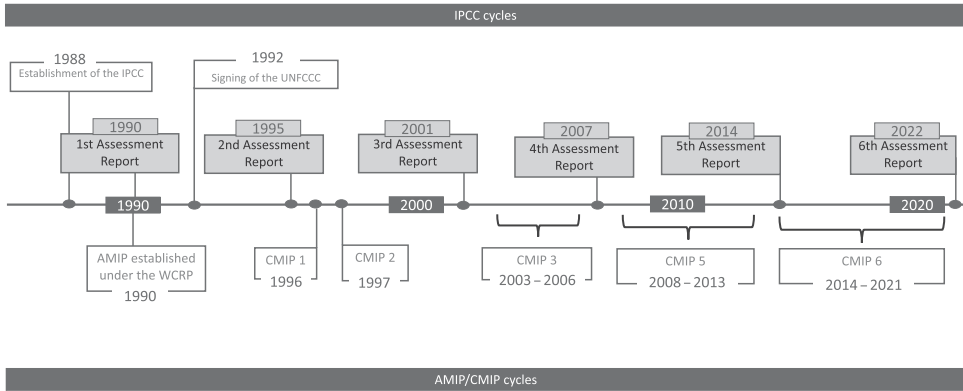 IPCC cycles
1988
Establishment of the IPCC
1992
Signing of the UNFCCC
1990
1st Assessment
Report
1995
2nd Assessment
Report
2001
3rd Assessment
Report
2007
4th Assessment
Report
2014
5th Assessment
Report
2022
6th Assessment
Report
1990
2000
2010
2020
AMIP established
under the WCRP
1990
CMIP 1
1996
CMIP 2
1997
CMIP 3
2003 – 2006
CMIP 5
2008 – 2013
CMIP 6
2014 – 2021
AMIP/CMIP cycles